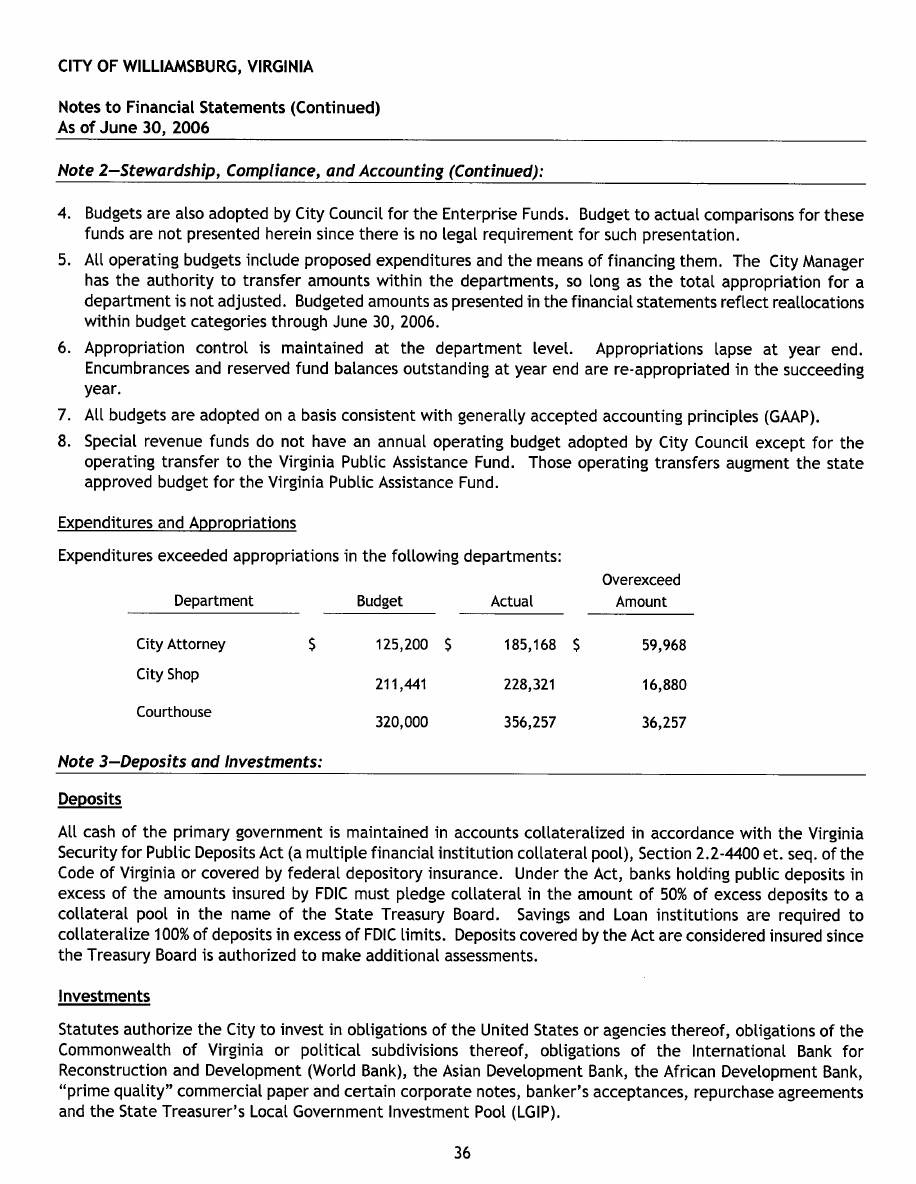 CITY OF WILLIAMSBURG, VIRGINIA
Notes to Financial Statements (Continued)
As of June 30, 2006
Note 2—Stewardship, Compliance, and Accounting (Continued):
4. Budgets are also adopted by City Council for the Enterprise Funds. Budget to actual comparisons for these
funds are not presented herein since there is no legal requirement for such presentation.
5. All operating budgets include proposed expenditures and the means of financing them. The City Manager
has the authority to transfer amounts within the departments, so long as the total appropriation for a
department is not adjusted. Budgeted amounts as presented in the financial statements reflect reallocations
within budget categories through June 30, 2006.
6. Appropriation control is maintained at the department level. Appropriations lapse at year end.
Encumbrances and reserved fund balances outstanding at year end are re-appropriated in the succeeding
year.
7. All budgets are adopted on a basis consistent with generally accepted accounting principles (GAAP).
8. Special revenue funds do not have an annual operating budget adopted by City Council except for the
operating transfer to the Virginia Public Assistance Fund. Those operating transfers augment the state
approved budget for the Virginia Public Assistance Fund.
Expenditures and Appropriations
Expenditures exceeded appropriations in the following departments:
Overexceed
Department Budget Actual Amount
City Attorney $ 125,200 $ 185,168 $ 59,968
City Shop 211,441 228,321 16,880
Courthouse 320,000 356,257 36,257
Note 3—Deposits and Investments:
Deposits
All cash of the primary government is maintained in accounts collateralized in accordance with the Virginia
Security for Public Deposits Act (a multiple financial institution collateral pool), Section 2.2-4400 et. seq. of the
Code of Virginia or covered by federal depository insurance. Under the Act, banks holding public deposits in
excess of the amounts insured by FDIC must pledge collateral in the amount of 50% of excess deposits to a
collateral pool in the name of the State Treasury Board. Savings and Loan institutions are required to
collateralize 100% of deposits in excess of FDIC limits. Deposits covered by the Act are considered insured since
the Treasury Board is authorized to make additional assessments.
Investments
Statutes authorize the City to invest in obligations of the United States or agencies thereof, obligations of the
Commonwealth of Virginia or political subdivisions thereof, obligations of the International Bank for
Reconstruction and Development (World Bank), the Asian Development Bank, the African Development Bank,
“prime quality” commercial paper and certain corporate notes, banker’s acceptances, repurchase agreements
and the State Treasurer’s Local Government Investment Pool (LGIP).
36